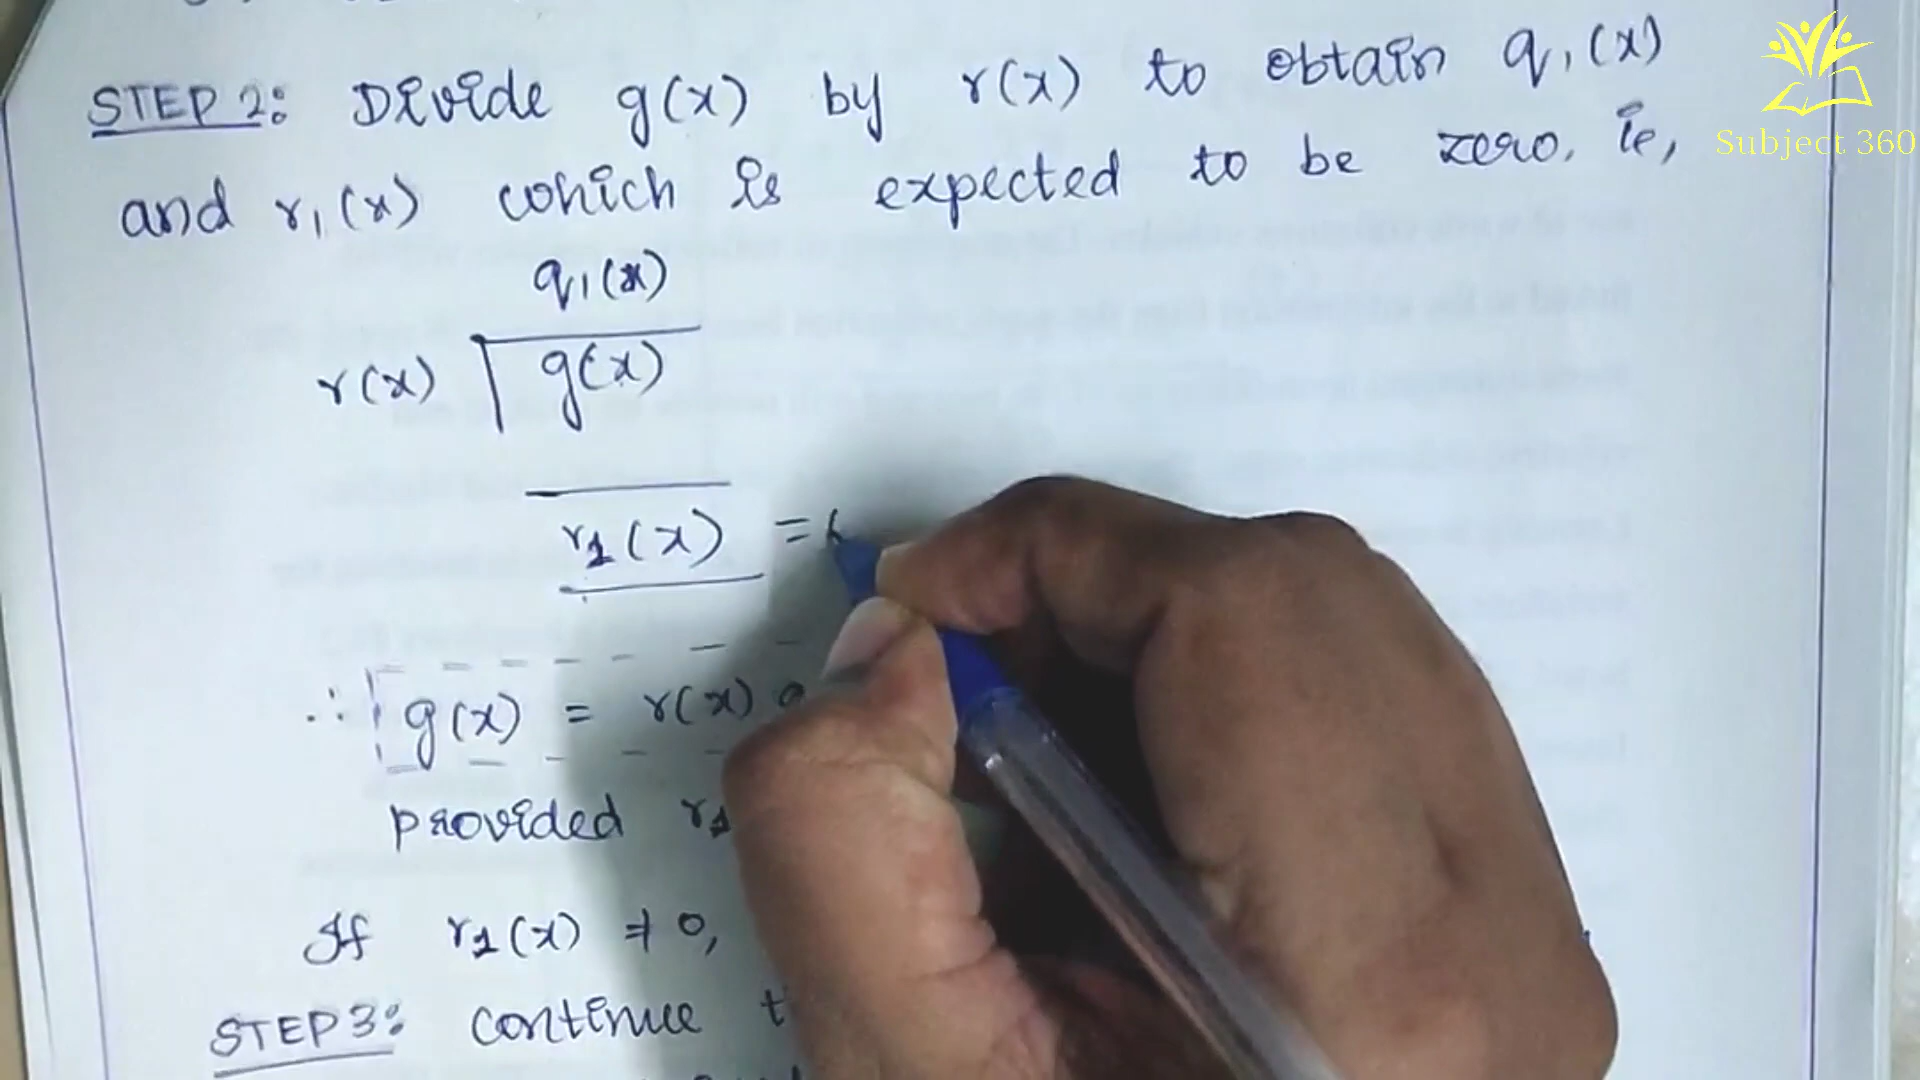 STEP 2: Divide g(x) by r(x) to obtain q₁(x)
and r₁(x) which is expected to be zero. ie,
q₁(x)
r(x) g(x)
r₁(x) =
∴ g(x) = r(x)
provided r₁
If r₁(x) ≠ 0,
STEP 3: continue
Subject 360